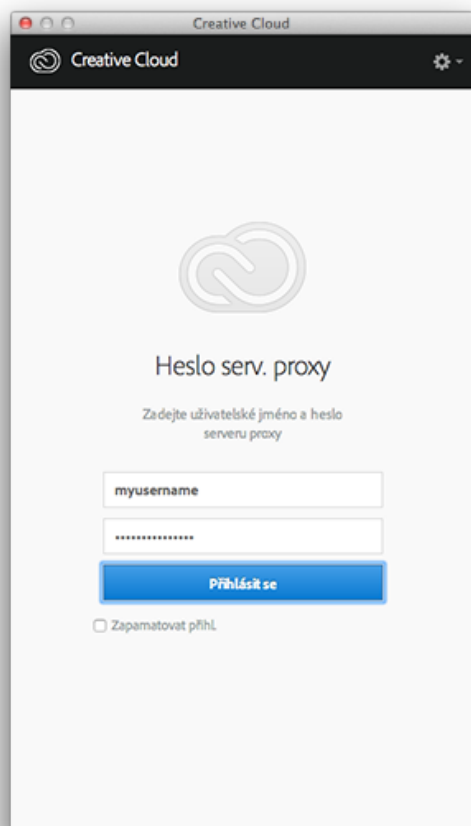 Creative Cloud
Creative Cloud
Heslo serv. proxy
Zadejte uživatelské jméno a heslo
serveru proxy
myusername
•••••••••••••••
Přihlásit se
Zapamatovat přihl.